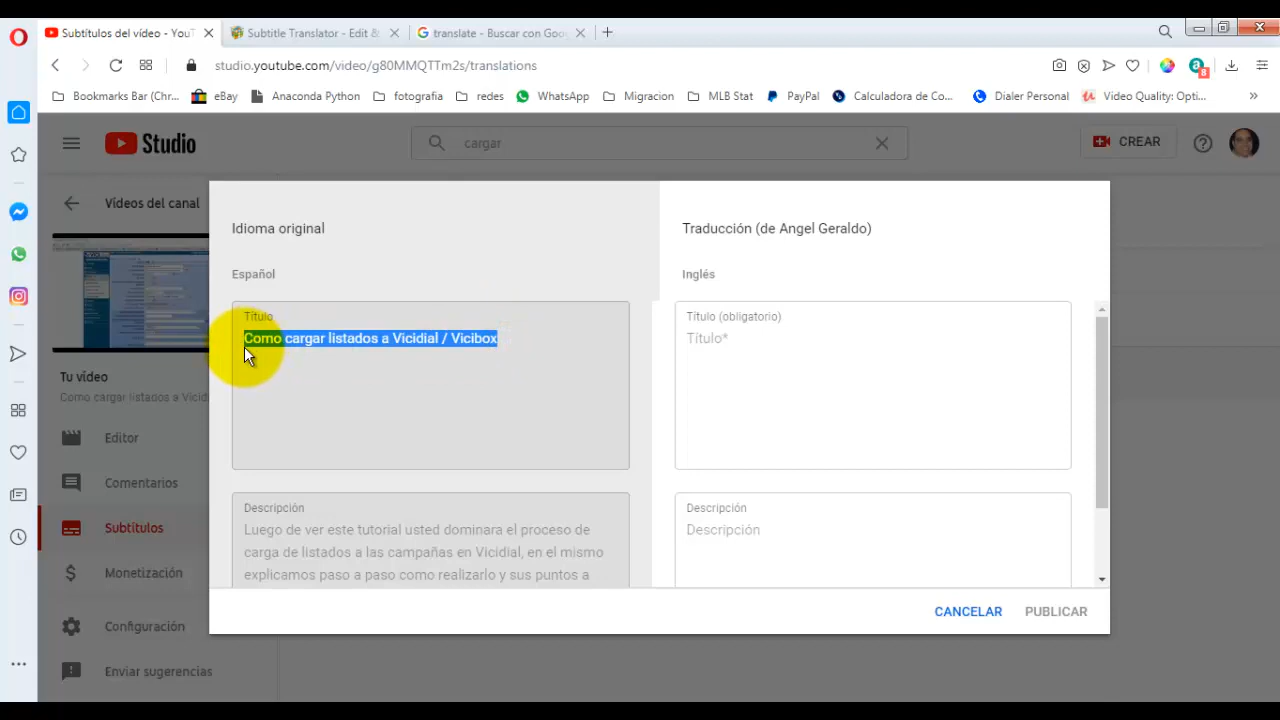 Subtítulos del vídeo - YouT
Subtitle Translator - Edit &
translate - Buscar con Goo
studio.youtube.com/video/g80MMQTTm2s/translations
8
Bookmarks Bar (Chr...
eBay
Anaconda Python
fotografia
redes
WhatsApp
Migracion
MLB Stat
PayPal
Calculadora de Co...
Dialer Personal
Video Quality: Opti...
Studio
cargar
CREAR
Vídeos del canal
Tu vídeo
Como cargar listados a Vicid
Editor
Comentarios
Subtítulos
Monetización
Configuración
Enviar sugerencias
Idioma original
Español
Título
Como cargar listados a Vicidial / Vicibox
Descripción
Luego de ver este tutorial usted dominara el proceso de
carga de listados a las campañas en Vicidial, en el mismo
explicamos paso a paso como realizarlo y sus puntos a
Traducción (de Angel Geraldo)
Inglés
Título (obligatorio)
Título*
Descripción
Descripción
CANCELAR
PUBLICAR